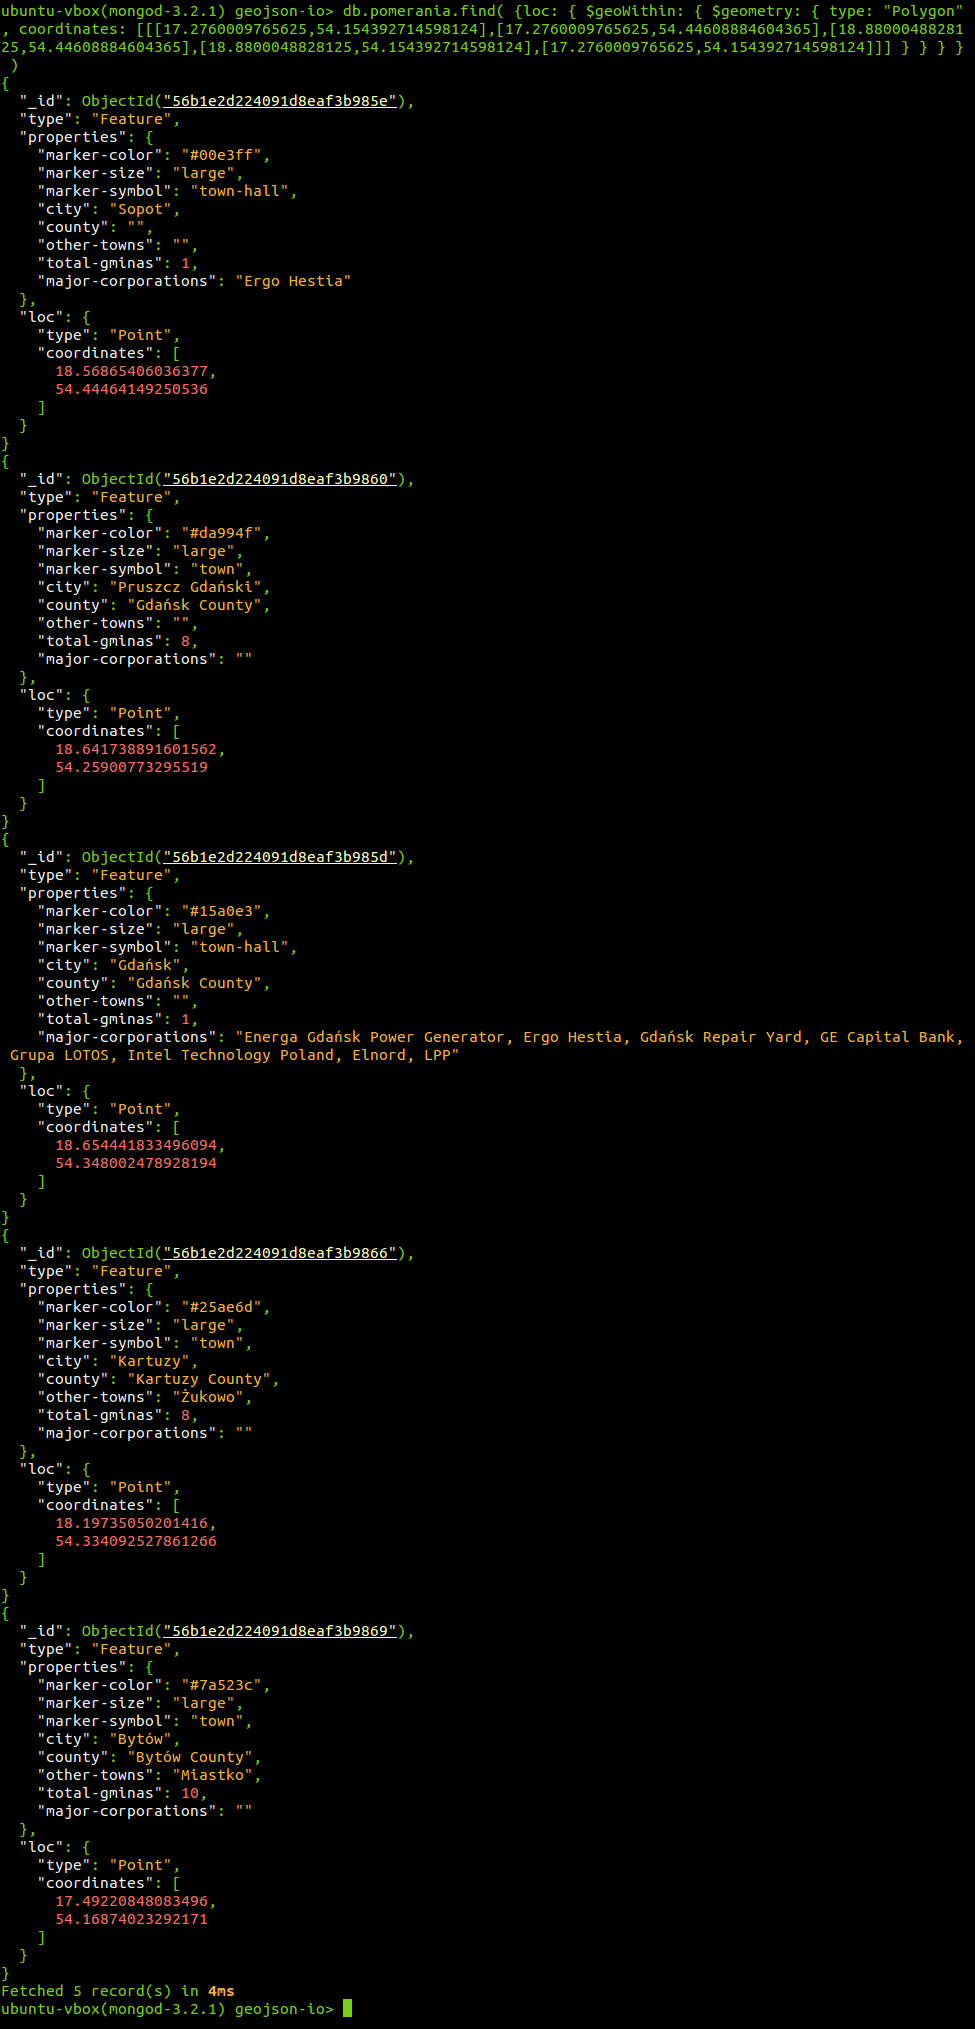 ubuntu-vbox(mongod-3.2.1) geojson-io> db.pomerania.find( {loc: { $geoWithin: { $geometry: { type: "Polygon"
, coordinates: [[[17.2760009765625,54.154392714598124],[17.2760009765625,54.44608884604365],[18.88000488281
25,54.44608884604365],[18.8800048828125,54.154392714598124],[17.2760009765625,54.154392714598124]]] } } } }
 )
{
  "_id": ObjectId("56b1e2d224091d8eaf3b985e"),
  "type": "Feature",
  "properties": {
    "marker-color": "#00e3ff",
    "marker-size": "large",
    "marker-symbol": "town-hall",
    "city": "Sopot",
    "county": "",
    "other-towns": "",
    "total-gminas": 1,
    "major-corporations": "Ergo Hestia"
  },
  "loc": {
    "type": "Point",
    "coordinates": [
      18.56865406036377,
      54.44464149250536
    ]
  }
}
{
  "_id": ObjectId("56b1e2d224091d8eaf3b9860"),
  "type": "Feature",
  "properties": {
    "marker-color": "#da994f",
    "marker-size": "large",
    "marker-symbol": "town",
    "city": "Pruszcz Gdański",
    "county": "Gdańsk County",
    "other-towns": "",
    "total-gminas": 8,
    "major-corporations": ""
  },
  "loc": {
    "type": "Point",
    "coordinates": [
      18.641738891601562,
      54.25900773295519
    ]
  }
}
{
  "_id": ObjectId("56b1e2d224091d8eaf3b985d"),
  "type": "Feature",
  "properties": {
    "marker-color": "#15a0e3",
    "marker-size": "large",
    "marker-symbol": "town-hall",
    "city": "Gdańsk",
    "county": "Gdańsk County",
    "other-towns": "",
    "total-gminas": 1,
    "major-corporations": "Energa Gdańsk Power Generator, Ergo Hestia, Gdańsk Repair Yard, GE Capital Bank,
 Grupa LOTOS, Intel Technology Poland, Elnord, LPP"
  },
  "loc": {
    "type": "Point",
    "coordinates": [
      18.654441833496094,
      54.348002478928194
    ]
  }
}
{
  "_id": ObjectId("56b1e2d224091d8eaf3b9866"),
  "type": "Feature",
  "properties": {
    "marker-color": "#25ae6d",
    "marker-size": "large",
    "marker-symbol": "town",
    "city": "Kartuzy",
    "county": "Kartuzy County",
    "other-towns": "Żukowo",
    "total-gminas": 8,
    "major-corporations": ""
  },
  "loc": {
    "type": "Point",
    "coordinates": [
      18.19735050201416,
      54.334092527861266
    ]
  }
}
{
  "_id": ObjectId("56b1e2d224091d8eaf3b9869"),
  "type": "Feature",
  "properties": {
    "marker-color": "#7a523c",
    "marker-size": "large",
    "marker-symbol": "town",
    "city": "Bytów",
    "county": "Bytów County",
    "other-towns": "Miastko",
    "total-gminas": 10,
    "major-corporations": ""
  },
  "loc": {
    "type": "Point",
    "coordinates": [
      17.49220848083496,
      54.16874023292171
    ]
  }
}
Fetched 5 record(s) in 4ms
ubuntu-vbox(mongod-3.2.1) geojson-io>